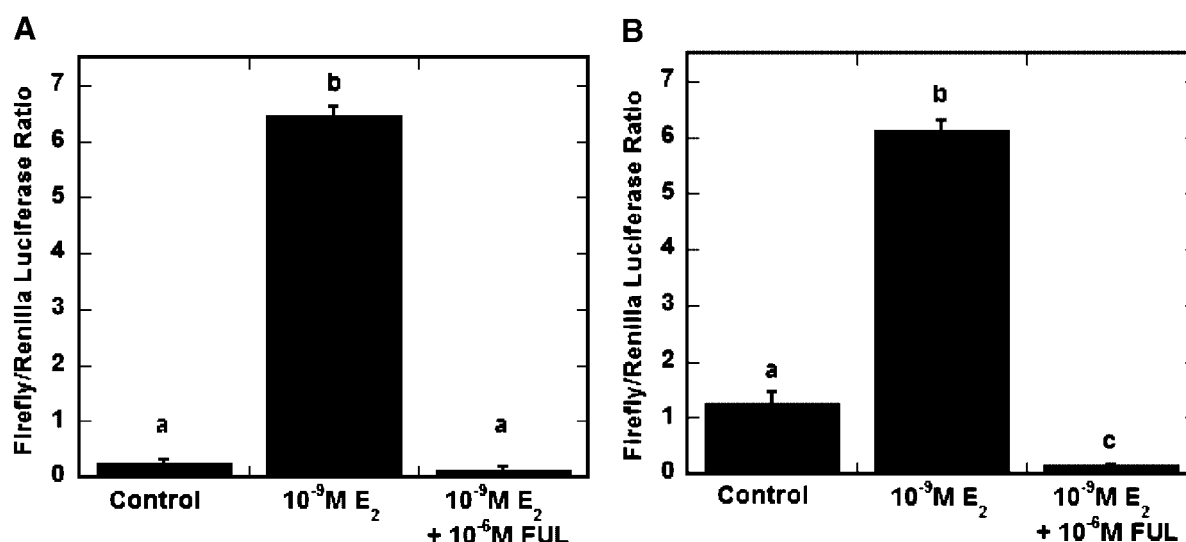 A
Firefly/Renilla Luciferase Ratio
7
6
5
4
3
2
1
0
a
b
a
Control
10⁻⁹M E₂
10⁻⁹M E₂
+ 10⁻⁶M FUL
B
Firefly/Renilla Luciferase Ratio
7
6
5
4
3
2
1
0
a
b
c
Control
10⁻⁹M E₂
10⁻⁹M E₂
+ 10⁻⁶M FUL